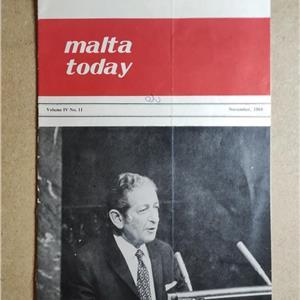 malta
today
Volume IV No. 11
November, 1968